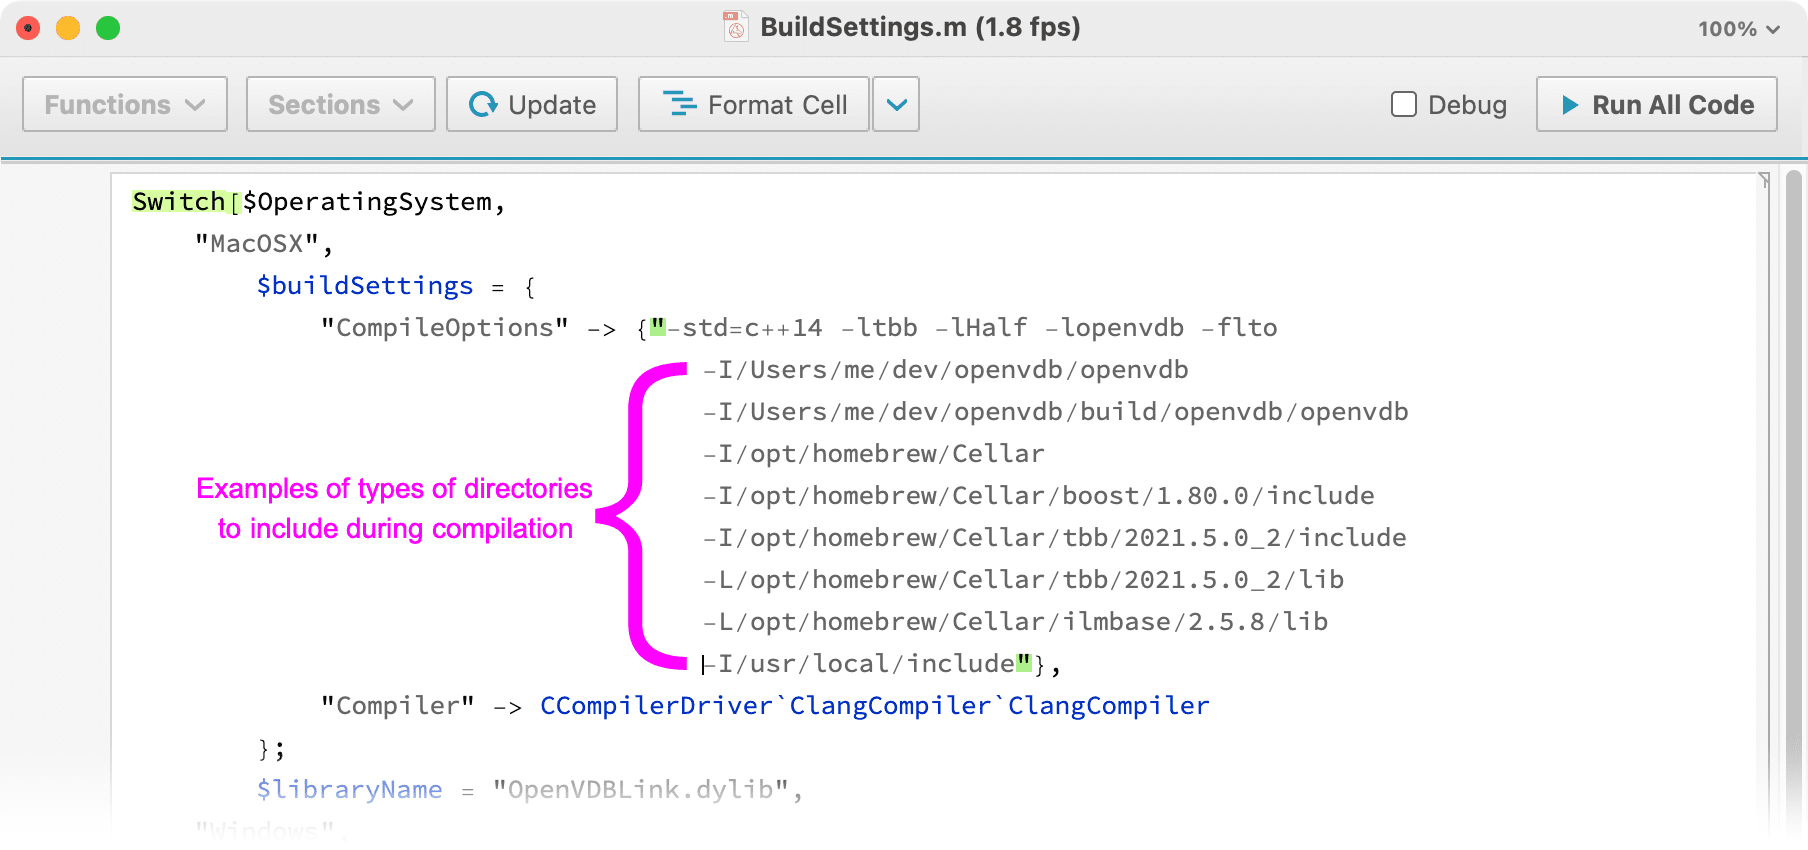 BuildSettings.m (1.8 fps)
100%
Functions
Sections
Update
Format Cell
Debug
Run All Code
Switch[$OperatingSystem,
"MacOSX",
$buildSettings = {
"CompileOptions" -> {"-std=c++14 -ltbb -lHalf -lopenvdb -flto
-I/Users/me/dev/openvdb/openvdb
-I/Users/me/dev/openvdb/build/openvdb/openvdb
-I/opt/homebrew/Cellar
-I/opt/homebrew/Cellar/boost/1.80.0/include
Examples of types of directories
to include during compilation
-I/opt/homebrew/Cellar/tbb/2021.5.0_2/include
-L/opt/homebrew/Cellar/tbb/2021.5.0_2/lib
-L/opt/homebrew/Cellar/ilmbase/2.5.8/lib
-I/usr/local/include"},
"Compiler" -> CCompilerDriver`ClangCompiler`ClangCompiler
};
$libraryName = "OpenVDBLink.dylib",
"Windows",